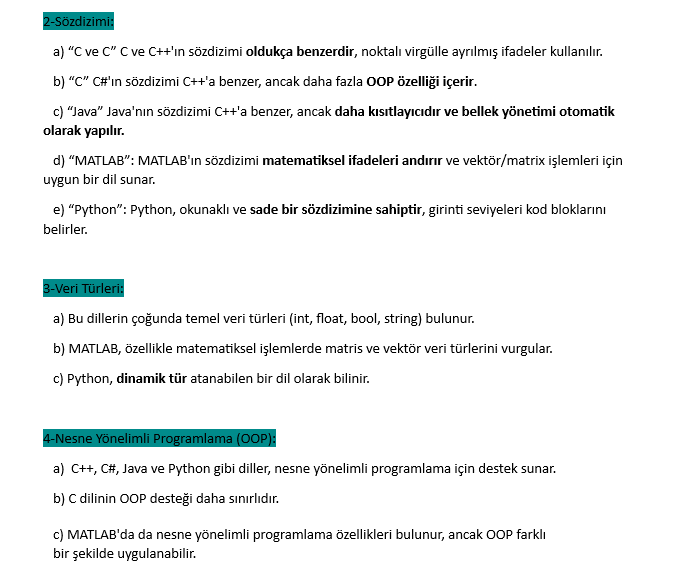 2-Sözdizimi:
a) “C ve C” C ve C++'ın sözdizimi oldukça benzerdir, noktalı virgülle ayrılmış ifadeler kullanılır.
b) “C” C#'ın sözdizimi C++'a benzer, ancak daha fazla OOP özelliği içerir.
c) “Java” Java'nın sözdizimi C++'a benzer, ancak daha kısıtlayıcıdır ve bellek yönetimi otomatik
olarak yapılır.
d) “MATLAB”: MATLAB'ın sözdizimi matematiksel ifadeleri andırır ve vektör/matrix işlemleri için
uygun bir dil sunar.
e) “Python”: Python, okunaklı ve sade bir sözdizimine sahiptir, girinti seviyeleri kod bloklarını
belirler.
3-Veri Türleri:
a) Bu dillerin çoğunda temel veri türleri (int, float, bool, string) bulunur.
b) MATLAB, özellikle matematiksel işlemlerde matris ve vektör veri türlerini vurgular.
c) Python, dinamik tür atanabilen bir dil olarak bilinir.
4-Nesne Yönelimli Programlama (OOP):
a) C++, C#, Java ve Python gibi diller, nesne yönelimli programlama için destek sunar.
b) C dilinin OOP desteği daha sınırlıdır.
c) MATLAB'da da nesne yönelimli programlama özellikleri bulunur, ancak OOP farklı
bir şekilde uygulanabilir.